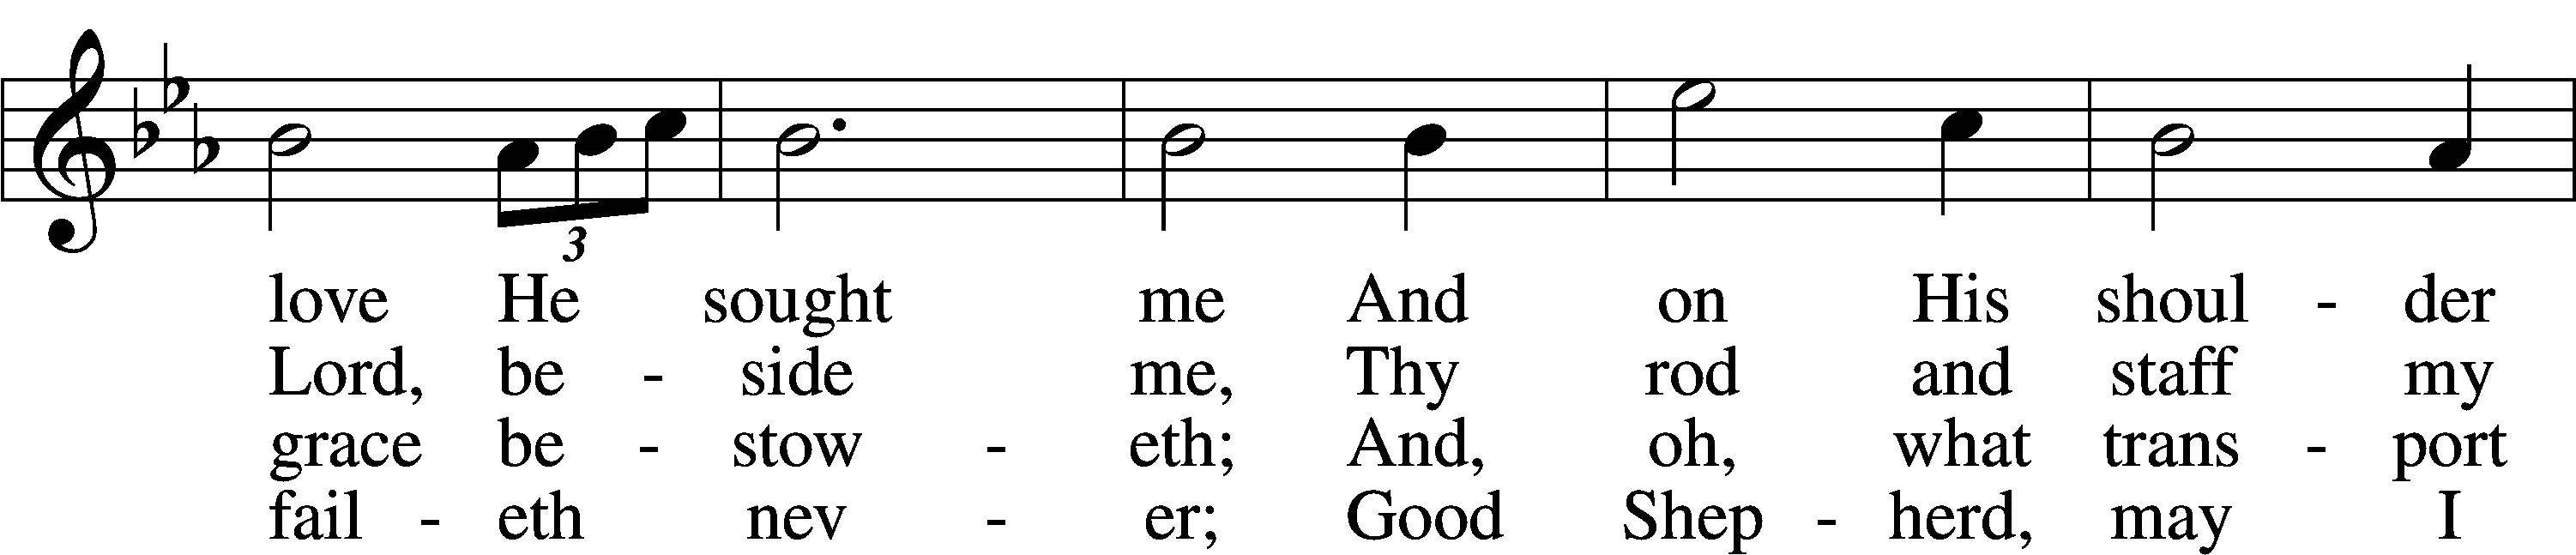 3
love He sought me And on His shoul - der
Lord, be - side me, Thy rod and staff my
grace be - stow - eth; And, oh, what trans - port
fail - eth nev - er; Good Shep - herd, may I